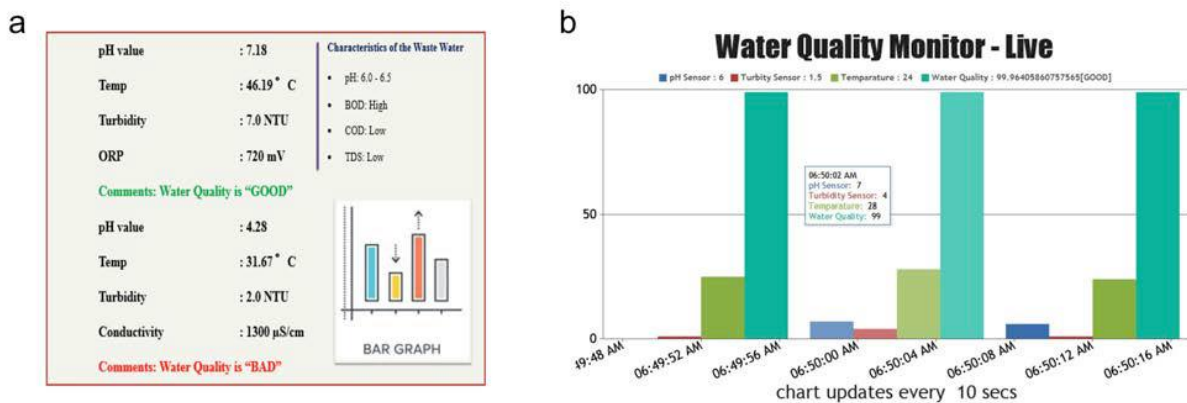 a
pH value : 7.18
Temp : 46.19° C
Turbidity : 7.0 NTU
ORP : 720 mV
Comments: Water Quality is “GOOD”
pH value : 4.28
Temp : 31.67° C
Turbidity : 2.0 NTU
Conductivity : 1300 µS/cm
Comments: Water Quality is “BAD”
Characteristics of the Waste Water
• pH: 6.0 - 6.5
• BOD: High
• COD: Low
• TDS: Low
BAR GRAPH
b
Water Quality Monitor - Live
pH Sensor : 6 Turbity Sensor : 1.5 Temparature : 24 Water Quality : 99.96405860757565[GOOD]
100
50
0
06:50:02 AM
pH Sensor: 7
Turbidity Sensor: 4
Temparature: 28
Water Quality: 99
49:48 AM 06:49:52 AM 06:49:56 AM 06:50:00 AM 06:50:04 AM 06:50:08 AM 06:50:12 AM 06:50:16 AM
chart updates every 10 secs